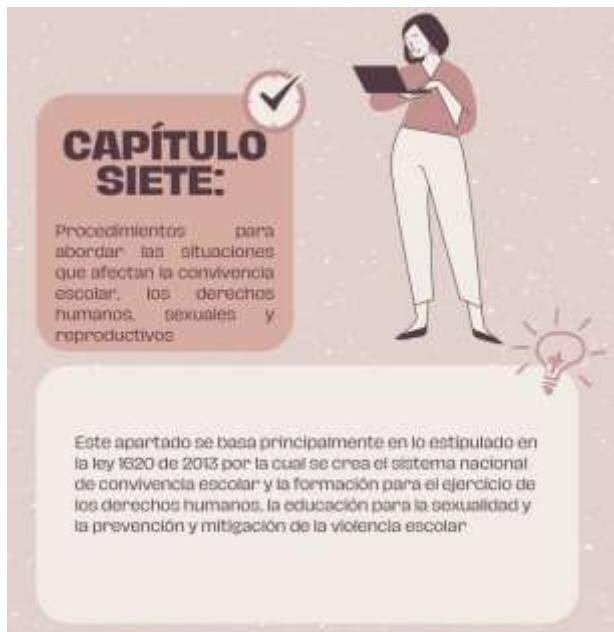 CAPÍTULO
SIETE:
Procedimientos para
abordar las situaciones
que afectan la convivencia
escolar, los derechos
humanos, sexuales y
reproductivos
Este apartado se basa principalmente en lo estipulado en
la ley 1620 de 2013 por la cual se crea el sistema nacional
de convivencia escolar y la formación para el ejercicio de
los derechos humanos, la educación para la sexualidad y
la prevención y mitigación de la violencia escolar